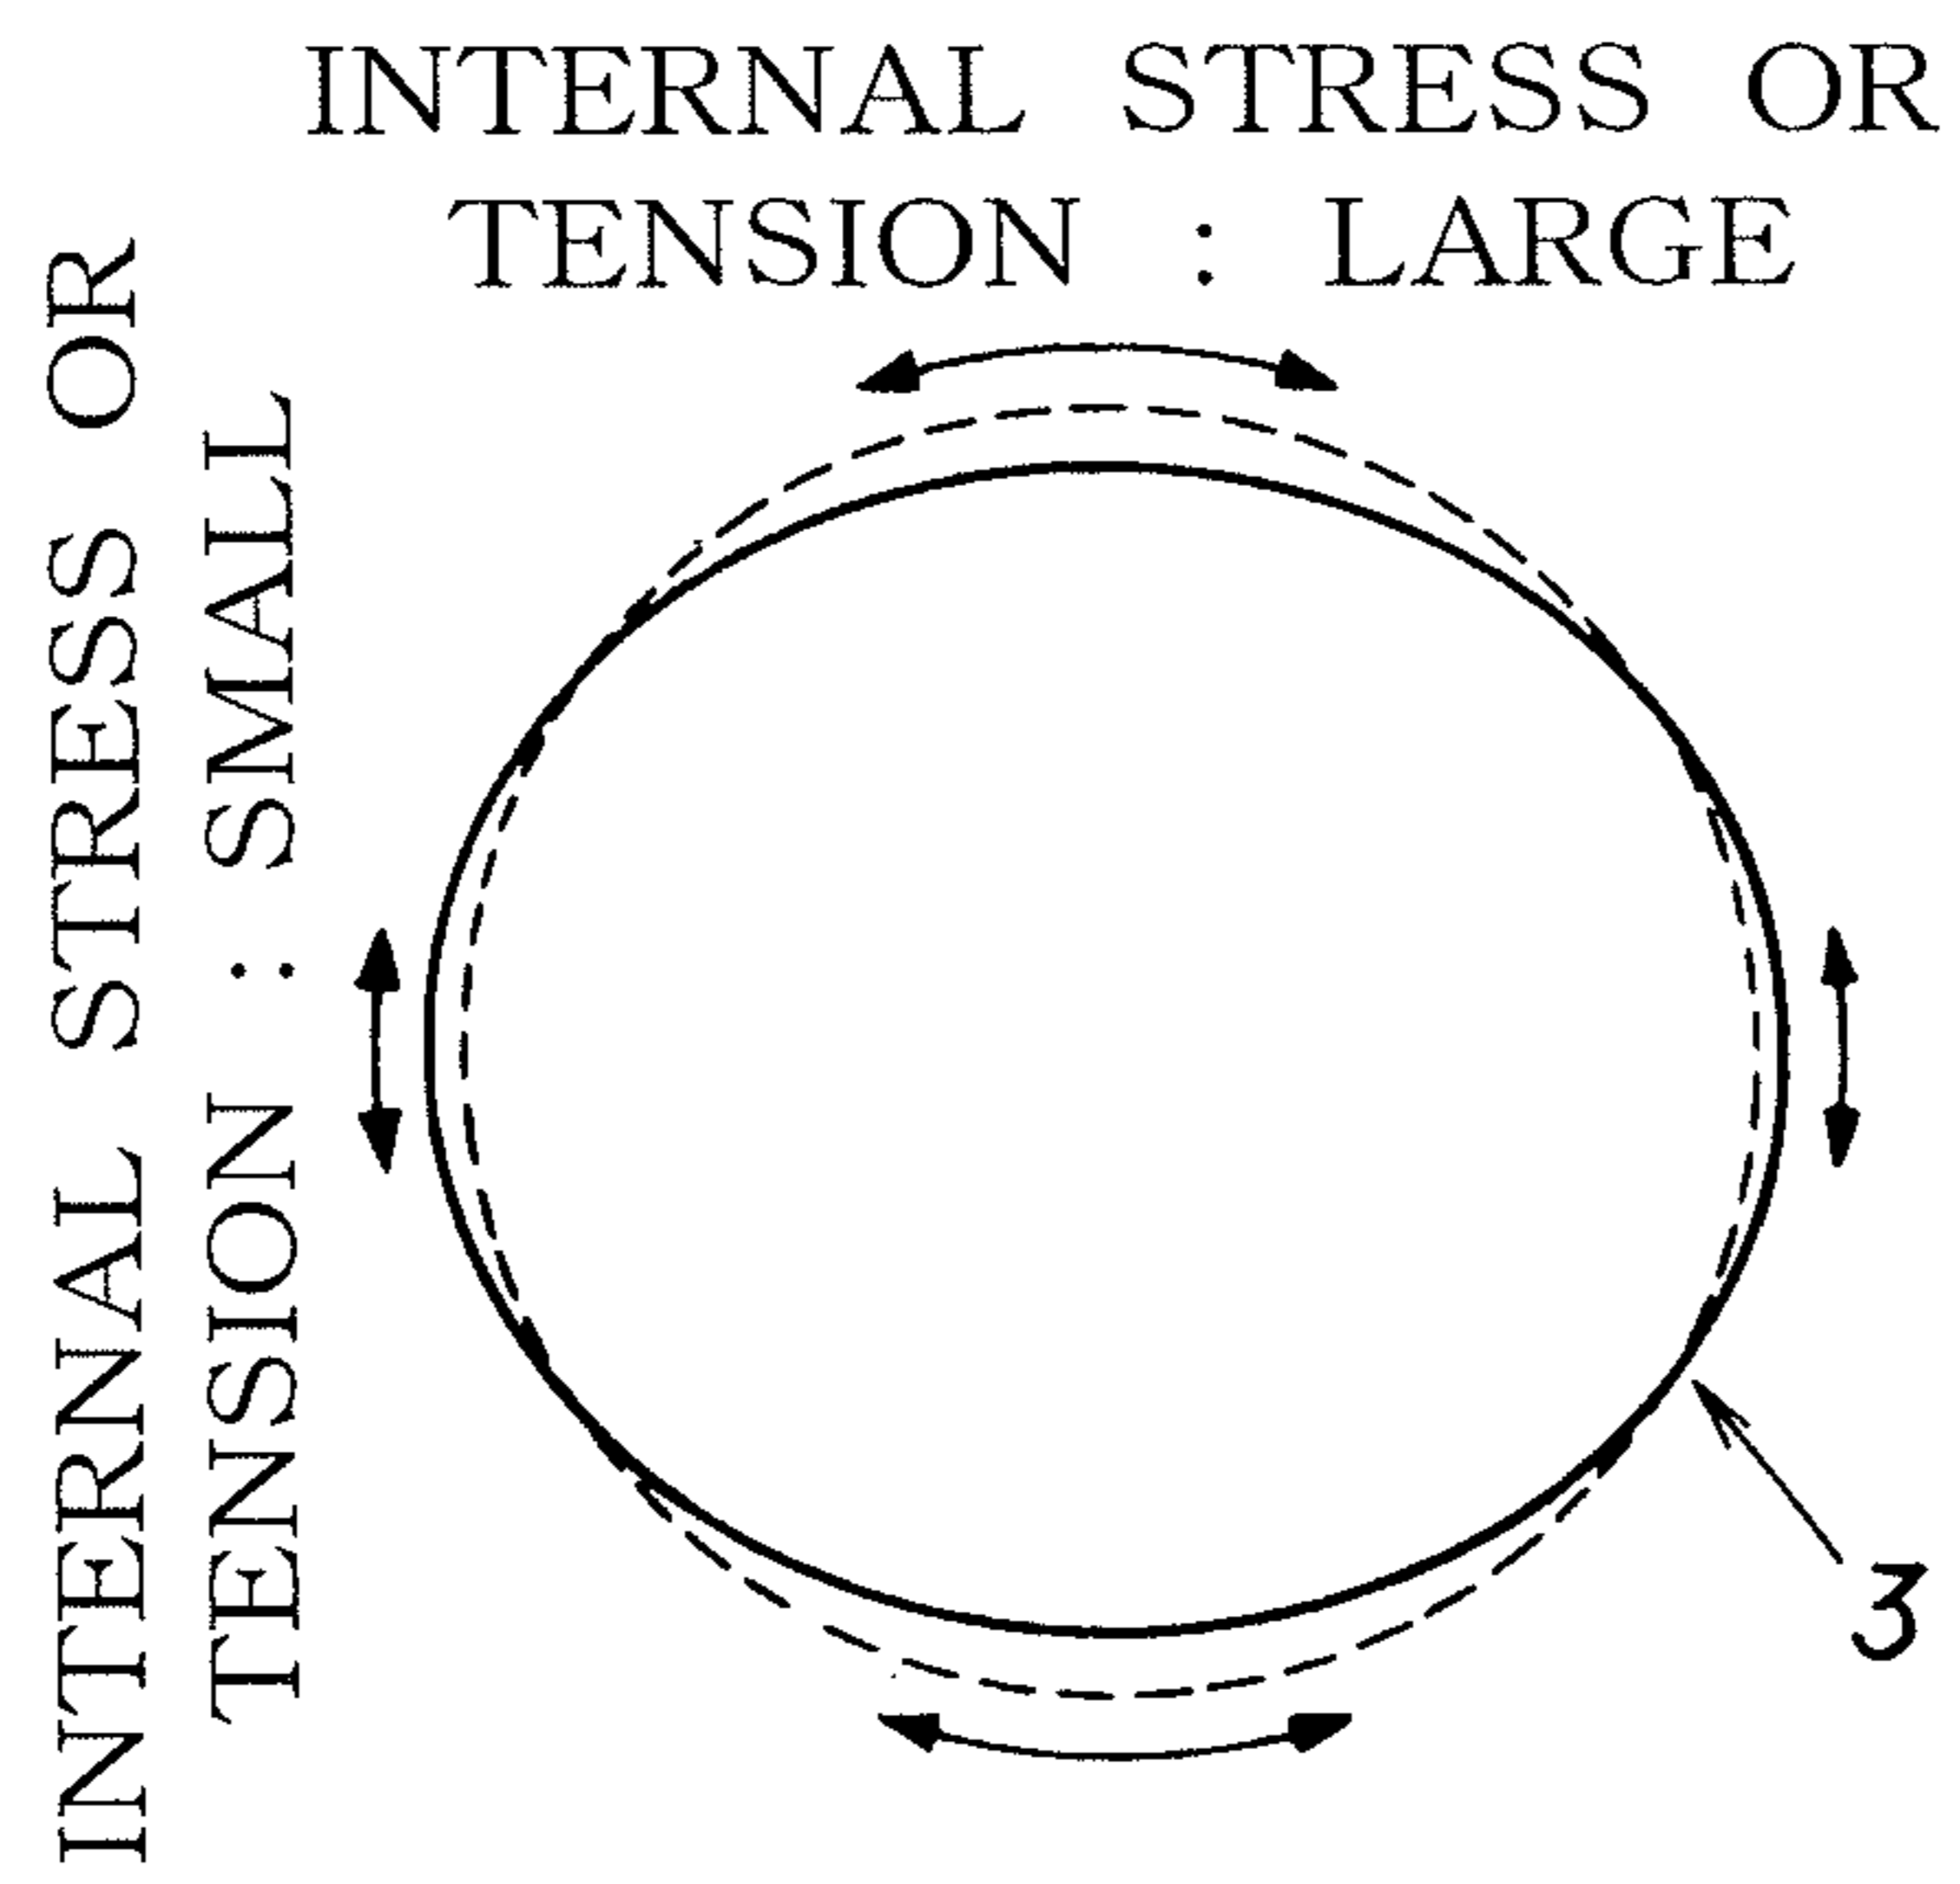 INTERNAL STRESS OR
TENSION : LARGE
INTERNAL STRESS OR
TENSION : SMALL
3